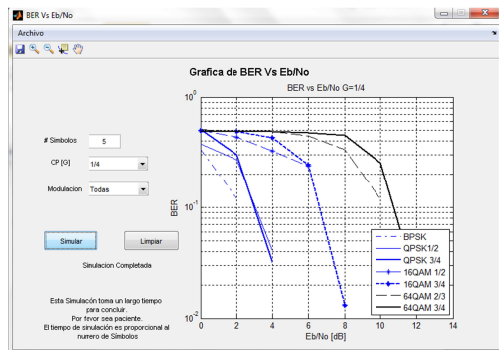 BER Vs Eb/No
Archivo
Grafica de BER Vs Eb/No
BER vs Eb/No G=1/4
# Simbolos
5
CP [G]
1/4
Modulacion
Todas
Simular
Limpiar
Simulacion Completada
Esta Simulacón toma un largo tiempo
para concluir.
Por favor sea paciente.
El tiempo de simulación es proporcional al
numero de Símbolos
BER
10^0
10^-1
10^-2
0 2 4 6 8 10 12 14
Eb/No [dB]
BPSK
QPSK1/2
QPSK 3/4
16QAM 1/2
16QAM 3/4
64QAM 2/3
64QAM 3/4